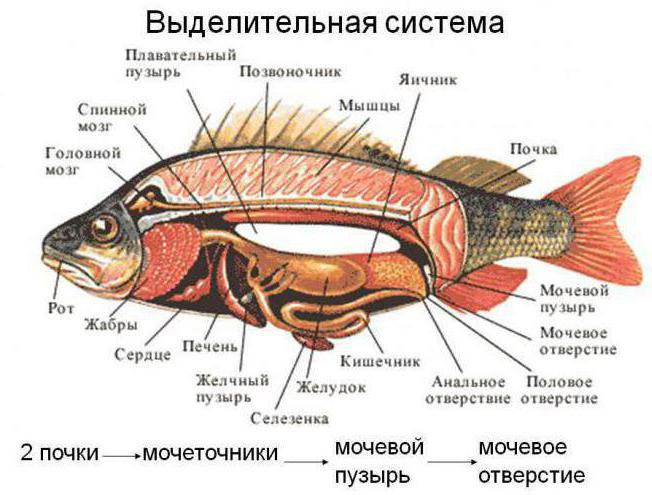 Выделительная система
Плавательный
пузырь
Позвоночник
Яичник
Спинной
мозг
Мышцы
Головной
мозг
Почка
Рот
Жабры
Сердце
Печень
Желчный
пузырь
Селезенка
Желудок
Кишечник
Анальное
отверствие
Половое
отверстие
Мочевой
пузырь
Мочевое
отверстие
2 почки мочеточники мочевой
пузырь мочевое
отверстие